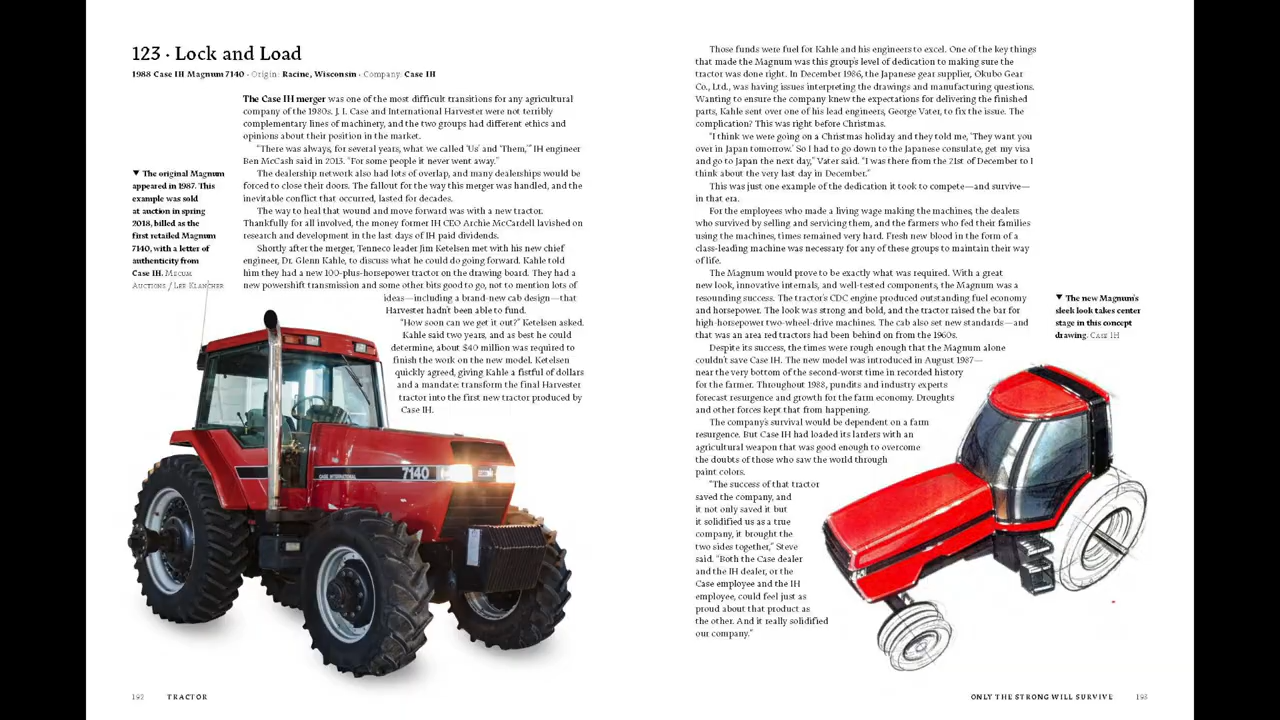 123 · Lock and Load
1988 Case IH Magnum 7140 · Origin: Racine, Wisconsin · Company: Case IH
The Case IH merger was one of the most difficult transitions for any agricultural
company of the 1980s. J. I. Case and International Harvester were not terribly
complementary lines of machinery, and the two groups had different ethics and
opinions about their position in the market.
“There was always, for several years, what we called ‘Us’ and ‘Them,’” IH engineer
Ben McCash said in 2013. “For some people it never went away.”
The dealership network also had lots of overlap, and many dealerships would be
forced to close their doors. The fallout for the way this merger was handled, and the
inevitable conflict that occurred, lasted for decades.
The way to heal that wound and move forward was with a new tractor.
Thankfully for all involved, the money former IH CEO Archie McCardell lavished on
research and development in the last days of IH paid dividends.
Shortly after the merger, Tenneco leader Jim Ketelsen met with his new chief
engineer, Dr. Glenn Kahle, to discuss what he could do going forward. Kahle told
him they had a new 100-plus-horsepower tractor on the drawing board. They had a
new powershift transmission and some other bits good to go, not to mention lots of
ideas—including a brand-new cab design—that
Harvester hadn’t been able to fund.
“How soon can we get it out?” Ketelsen asked.
Kahle said two years, and as best he could
determine, about $40 million was required to
finish the work on the new model. Ketelsen
quickly agreed, giving Kahle a fistful of dollars
and a mandate: transform the final Harvester
tractor into the first new tractor produced by
Case IH.
▼ The original Magnum
appeared in 1987. This
example was sold
at auction in spring
2018, billed as the
first retailed Magnum
7140, with a letter of
authenticity from
Case IH. Mecum
Auctions / Lee Klancher
CASE INTERNATIONAL
7140
192 TRACTOR
Those funds were fuel for Kahle and his engineers to excel. One of the key things
that made the Magnum was this group’s level of dedication to making sure the
tractor was done right. In December 1986, the Japanese gear supplier, Okubo Gear
Co., Ltd., was having issues interpreting the drawings and manufacturing questions.
Wanting to ensure the company knew the expectations for delivering the finished
parts, Kahle sent over one of his lead engineers, George Vater, to fix the issue. The
complication? This was right before Christmas.
“I think we were going on a Christmas holiday and they told me, ‘They want you
over in Japan tomorrow.’ So I had to go down to the Japanese consulate, get my visa
and go to Japan the next day,” Vater said. “I was there from the 21st of December to I
think about the very last day in December.”
This was just one example of the dedication it took to compete—and survive—
in that era.
For the employees who made a living wage making the machines, the dealers
who survived by selling and servicing them, and the farmers who fed their families
using the machines, times remained very hard. Fresh new blood in the form of a
class-leading machine was necessary for any of these groups to maintain their way
of life.
The Magnum would prove to be exactly what was required. With a great
new look, innovative internals, and well-tested components, the Magnum was a
resounding success. The tractor’s CDC engine produced outstanding fuel economy
and horsepower. The look was strong and bold, and the tractor raised the bar for
high-horsepower two-wheel-drive machines. The cab also set new standards—and
that was an area red tractors had been behind on from the 1960s.
Despite its success, the times were rough enough that the Magnum alone
couldn’t save Case IH. The new model was introduced in August 1987—
near the very bottom of the second-worst time in recorded history
for the farmer. Throughout 1988, pundits and industry experts
forecast resurgence and growth for the farm economy. Droughts
and other forces kept that from happening.
The company’s survival would be dependent on a farm
resurgence. But Case IH had loaded its larders with an
agricultural weapon that was good enough to overcome
the doubts of those who saw the world through
paint colors.
“The success of that tractor
saved the company, and
it not only saved it but
it solidified us as a true
company, it brought the
two sides together,” Steve
said. “Both the Case dealer
and the IH dealer, or the
Case employee and the IH
employee, could feel just as
proud about that product as
the other. And it really solidified
our company.”
▼ The new Magnum’s
sleek look takes center
stage in this concept
drawing. Case IH
ONLY THE STRONG WILL SURVIVE 193